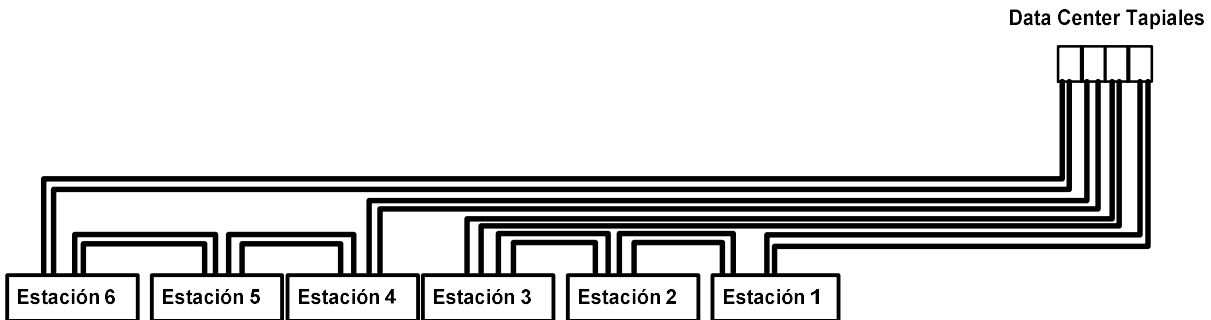 Data Center Tapiales
Estación 6
Estación 5
Estación 4
Estación 3
Estación 2
Estación 1